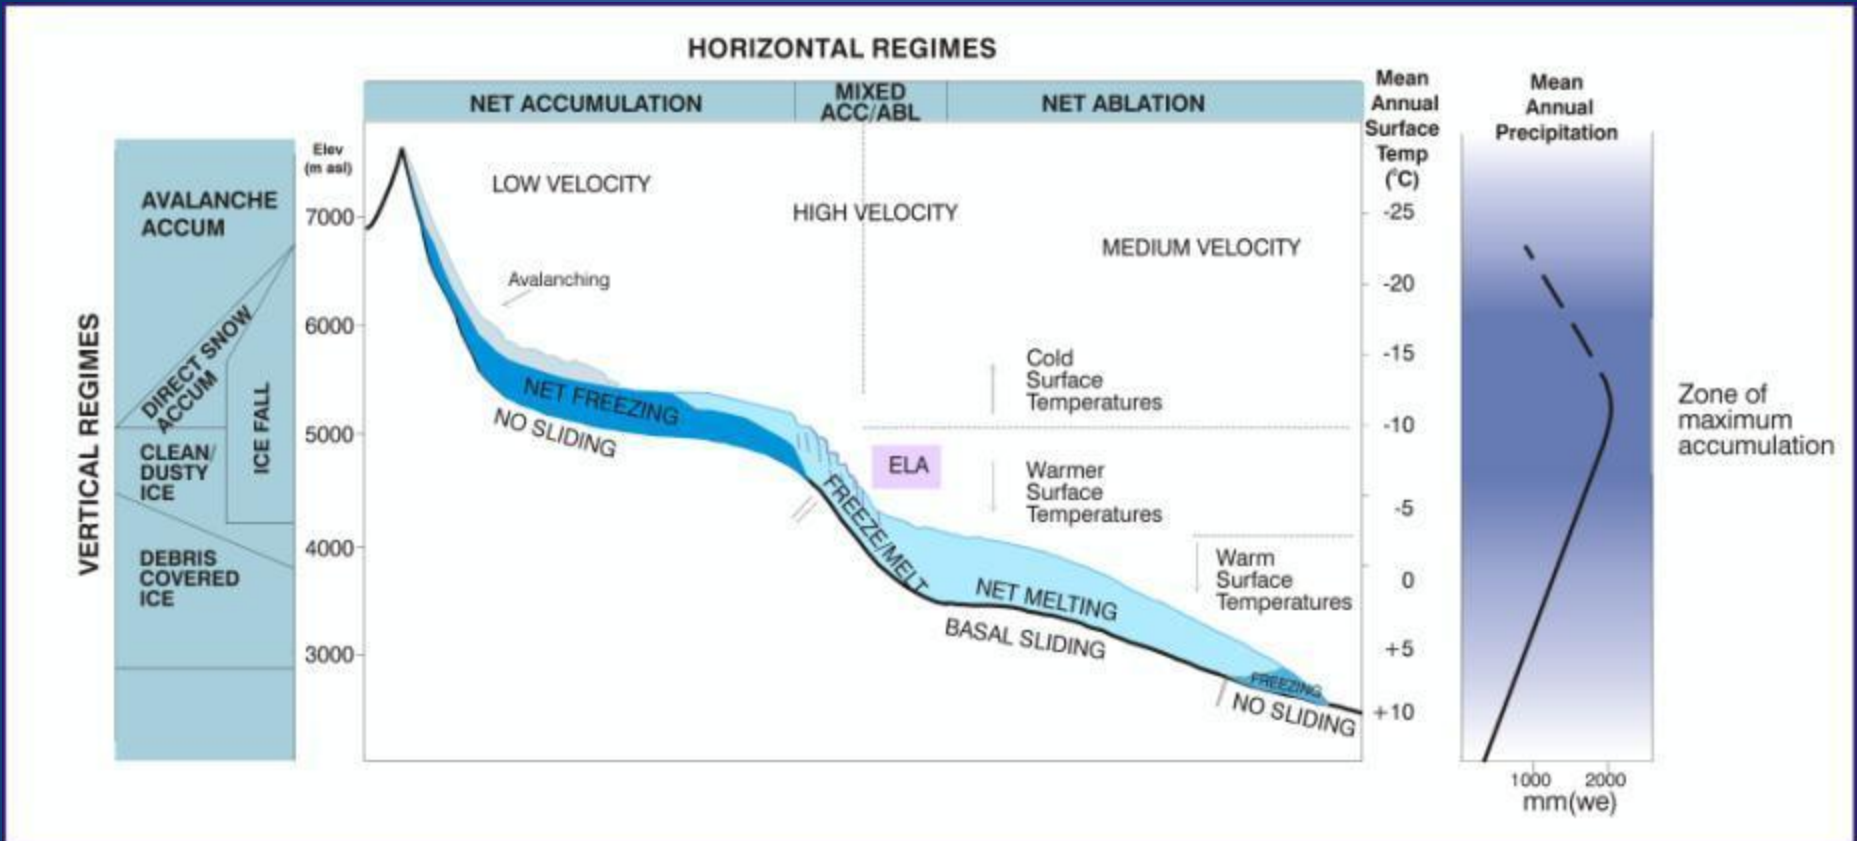 HORIZONTAL REGIMES
NET ACCUMULATION
MIXED
ACC/ABL
NET ABLATION
Mean
Annual
Surface
Temp
(°C)
Mean
Annual
Precipitation
VERTICAL REGIMES
AVALANCHE
ACCUM
DIRECT SNOW
ACCUM
ICE FALL
CLEAN/
DUSTY
ICE
DEBRIS
COVERED
ICE
Elev
(m asl)
7000
6000
5000
4000
3000
LOW VELOCITY
HIGH VELOCITY
MEDIUM VELOCITY
Avalanching
NET FREEZING
NO SLIDING
FREEZE/MELT
ELA
Cold
Surface
Temperatures
Warmer
Surface
Temperatures
Warm
Surface
Temperatures
NET MELTING
BASAL SLIDING
FREEZING
NO SLIDING
-25
-20
-15
-10
-5
0
+5
+10
Zone of
maximum
accumulation
1000 2000
mm(we)